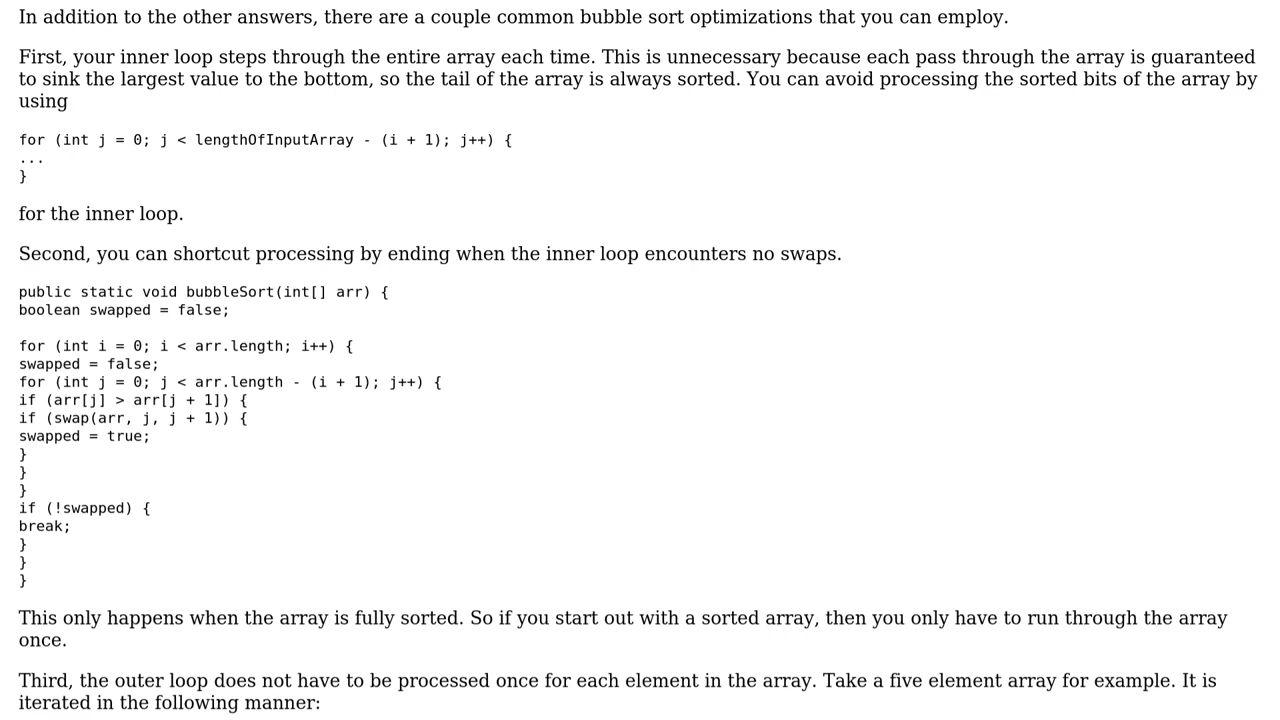 In addition to the other answers, there are a couple common bubble sort optimizations that you can employ.
First, your inner loop steps through the entire array each time. This is unnecessary because each pass through the array is guaranteed
to sink the largest value to the bottom, so the tail of the array is always sorted. You can avoid processing the sorted bits of the array by
using
for (int j = 0; j < lengthOfInputArray - (i + 1); j++) {
...
}
for the inner loop.
Second, you can shortcut processing by ending when the inner loop encounters no swaps.
public static void bubbleSort(int[] arr) {
boolean swapped = false;
for (int i = 0; i < arr.length; i++) {
swapped = false;
for (int j = 0; j < arr.length - (i + 1); j++) {
if (arr[j] > arr[j + 1]) {
if (swap(arr, j, j + 1)) {
swapped = true;
}
}
}
if (!swapped) {
break;
}
}
}
This only happens when the array is fully sorted. So if you start out with a sorted array, then you only have to run through the array
once.
Third, the outer loop does not have to be processed once for each element in the array. Take a five element array for example. It is
iterated in the following manner: